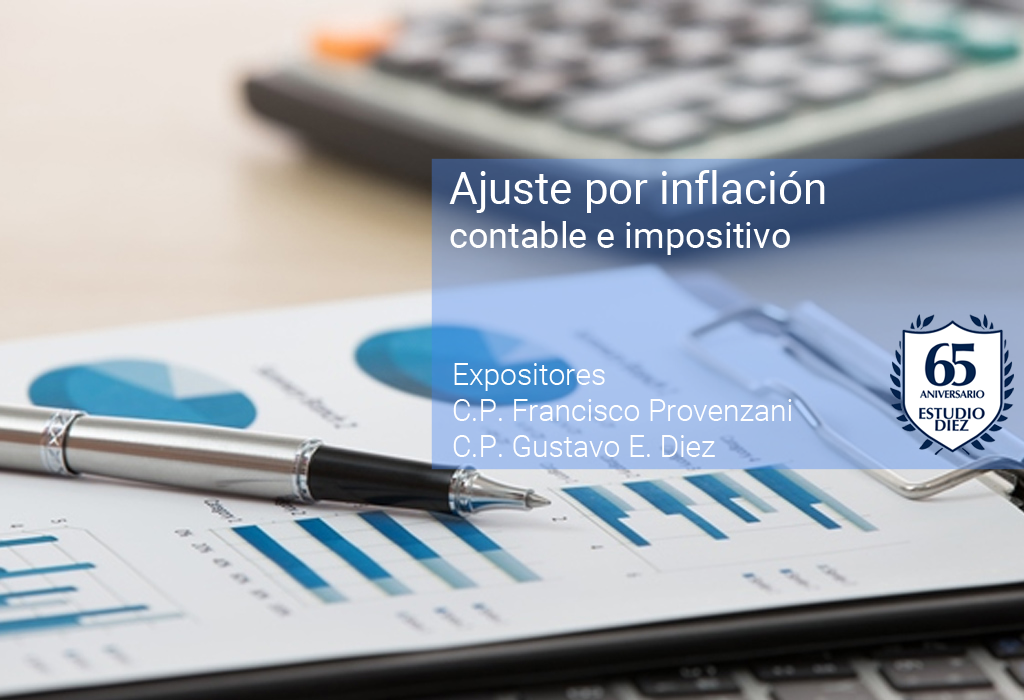 Ajuste por inflación
contable e impositivo
Expositores
C.P. Francisco Provenzani
C.P. Gustavo E. Diez
65
ANIVERSARIO
ESTUDIO
DIEZ